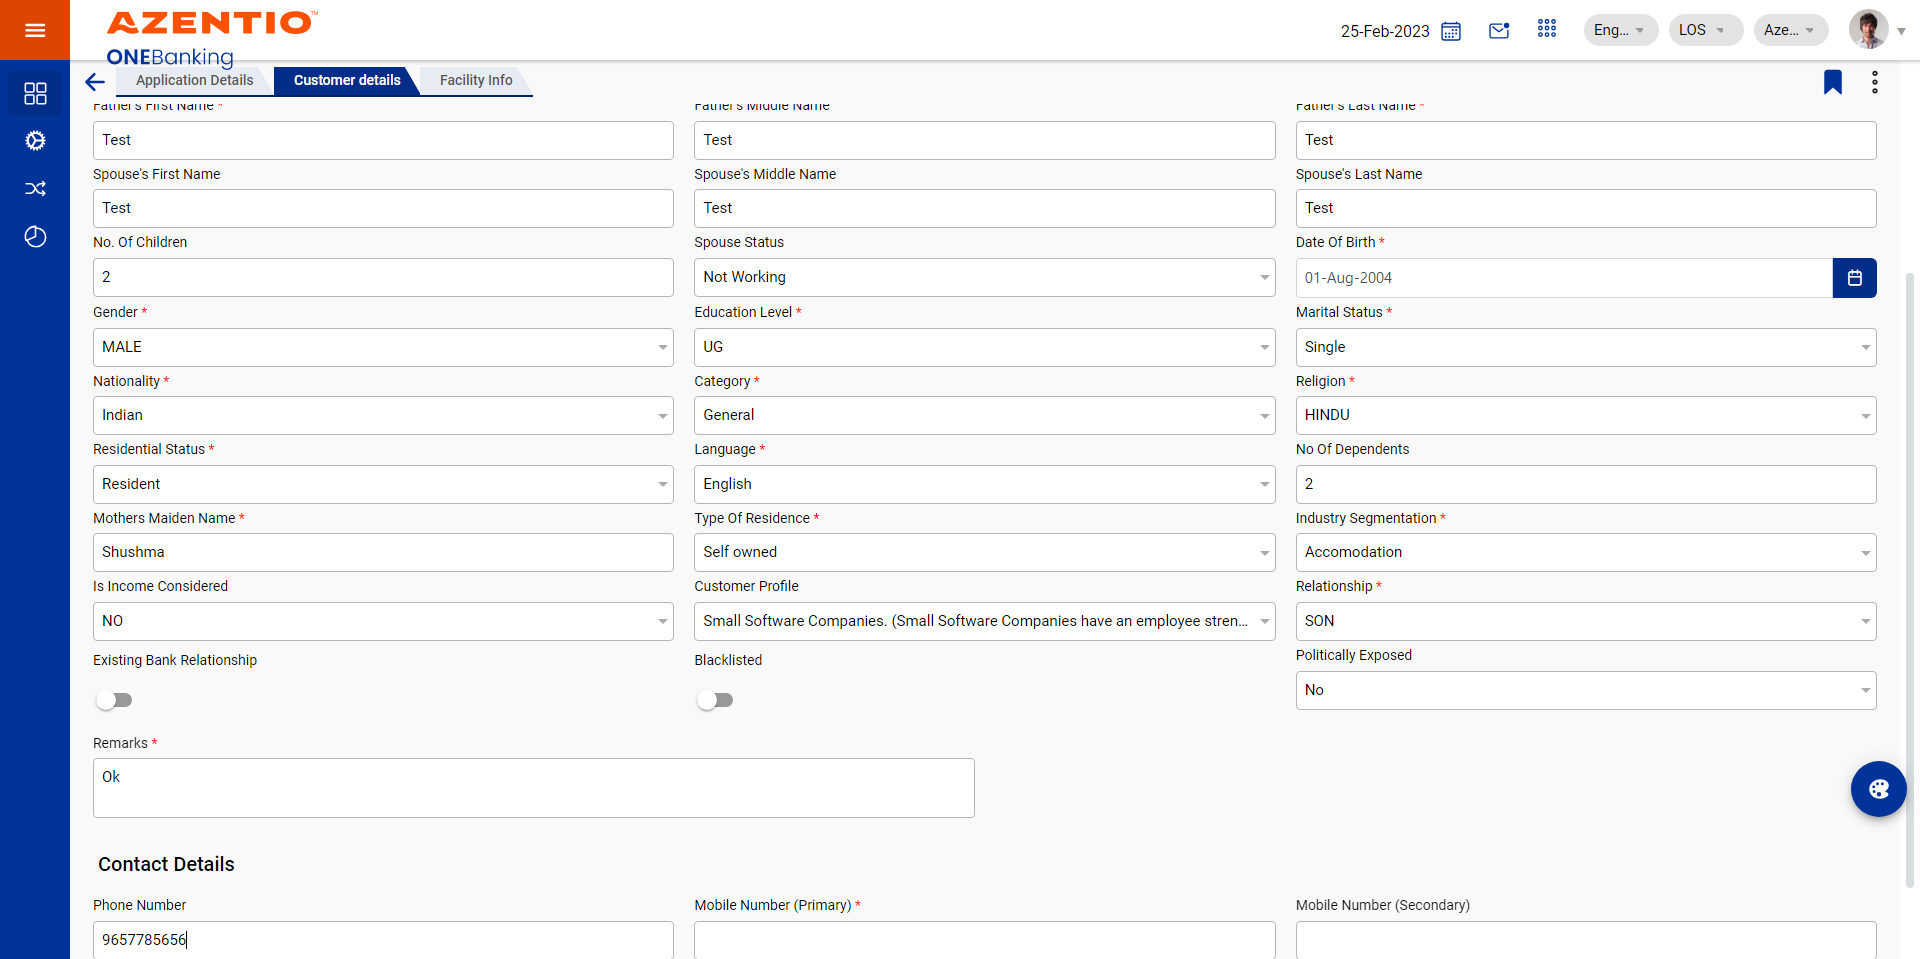 AZENTIO™
ONEBanking
25-Feb-2023
Eng...
LOS
Aze...
Application Details
Customer details
Facility Info
Father's First Name *
Father's Middle Name
Father's Last Name *
Test
Test
Test
Spouse's First Name
Spouse's Middle Name
Spouse's Last Name
Test
Test
Test
No. Of Children
Spouse Status
Date Of Birth *
2
Not Working
01-Aug-2004
Gender *
Education Level *
Marital Status *
MALE
UG
Single
Nationality *
Category *
Religion *
Indian
General
HINDU
Residential Status *
Language *
No Of Dependents
Resident
English
2
Mothers Maiden Name *
Type Of Residence *
Industry Segmentation *
Shushma
Self owned
Accomodation
Is Income Considered
Customer Profile
Relationship *
NO
Small Software Companies. (Small Software Companies have an employee stren...
SON
Existing Bank Relationship
Blacklisted
Politically Exposed
No
Remarks *
Ok
Contact Details
Phone Number
Mobile Number (Primary) *
Mobile Number (Secondary)
9657785656